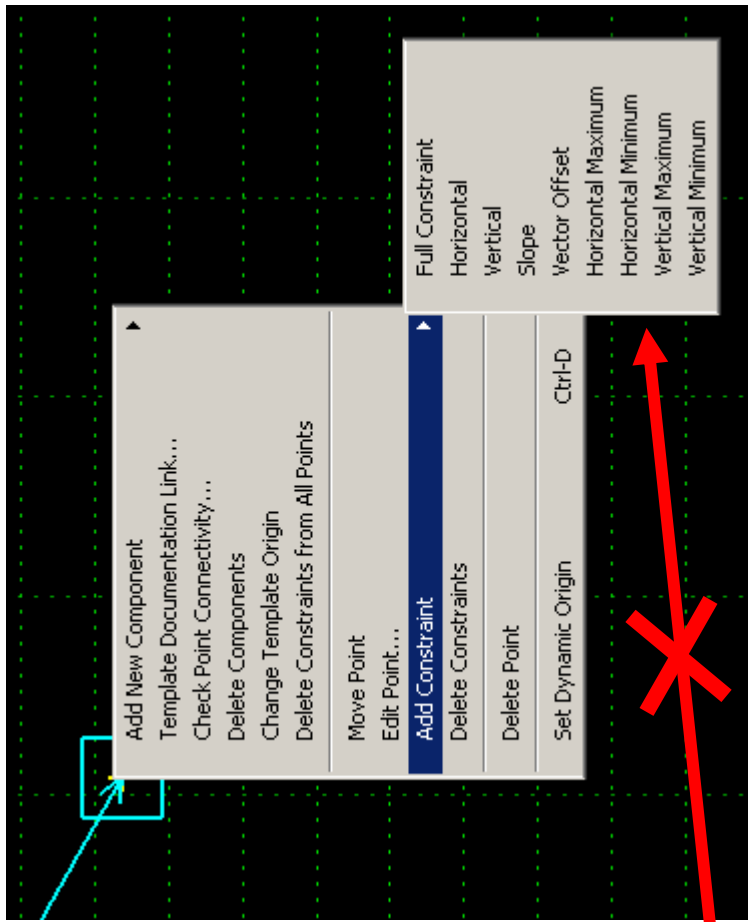 Add New Component
Template Documentation Link...
Check Point Connectivity...
Delete Components
Change Template Origin
Delete Constraints from All Points
Move Point
Edit Point...
Add Constraint
Delete Constraints
Delete Point
Set Dynamic Origin Ctrl-D
Full Constraint
Horizontal
Vertical
Slope
Vector Offset
Horizontal Maximum
Horizontal Minimum
Vertical Maximum
Vertical Minimum